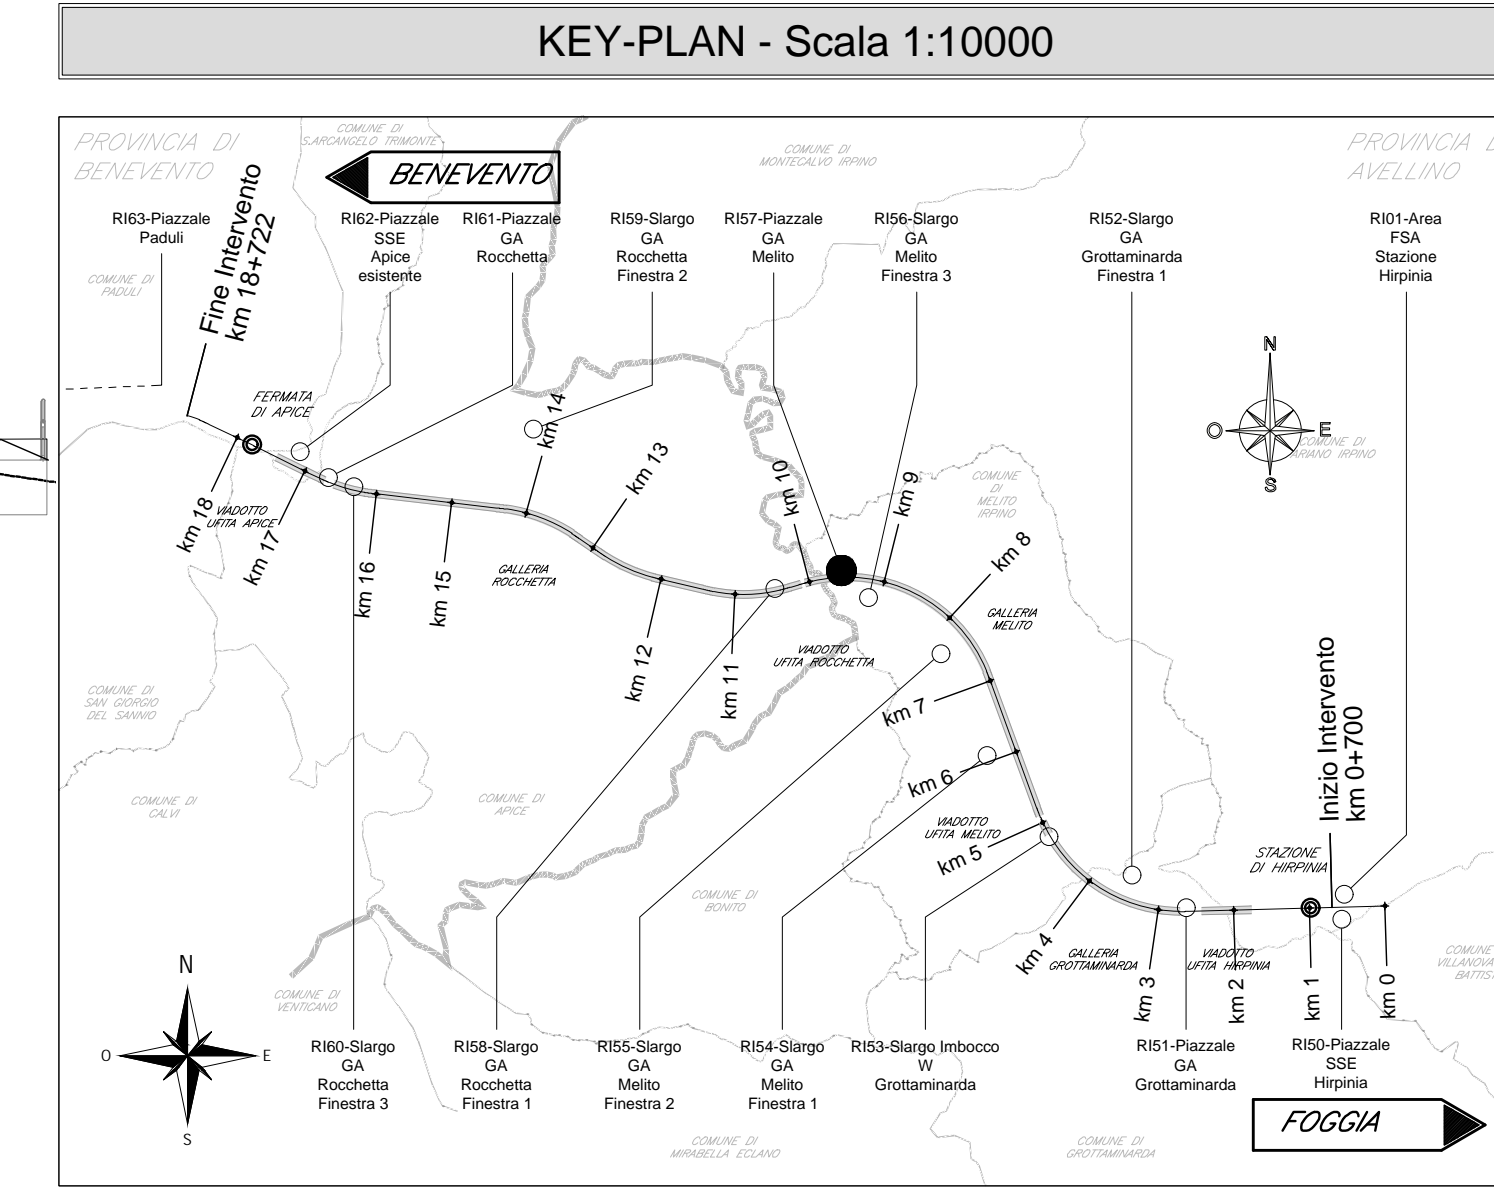 KEY-PLAN - Scala 1:10000
PROVINCIA DI
BENEVENTO
COMUNE DI
S.ARCANGELO TRIMONTE
BENEVENTO
COMUNE DI
MONTECALVO IRPINO
AVELLINO
RI63-Piazzale
Paduli
Fine Intervento
km 18+722
RI62-Piazzale
SSE
Apice
esistente
RI61-Piazzale
GA
Rocchetta
RI59-Slargo
GA
Rocchetta
Finestra 2
RI57-Piazzale
GA
Melito
RI56-Slargo
GA
Melito
Finestra 3
RI52-Slargo
GA
Grottaminarda
Finestra 1
RI01-Area
FSA
Stazione
Hirpinia
COMUNE DI
PADULI
FERMATA
DI APICE
N
O
E
S
COMUNE DI
ARIANO IRPINO
COMUNE
DI
MELITO
IRPINO
km 18
VIADOTTO
UFITA APICE
km 17
km 16
km 15
km 14
km 13
km 12
km 11
km 10
km 9
km 8
km 7
km 6
km 5
km 4
km 3
km 2
km 1
km 0
GALLERIA
ROCCHETTA
GALLERIA
MELITO
VIADOTTO
UFITA ROCCHETTA
Inizio Intervento
km 0+700
COMUNE DI
SAN GIORGIO
DEL SANNIO
COMUNE DI
CALVI
COMUNE DI
APICE
VIADOTTO
UFITA MELITO
STAZIONE
DI HIRPINIA
COMUNE DI
BONITO
GALLERIA
GROTTAMINARDA
VIADOTTO
UFITA HIRPINIA
COMUNE
VILLANOVA
COMUNE DI
VENTICANO
N
O
E
S
RI60-Slargo
GA
Rocchetta
Finestra 3
RI58-Slargo
GA
Rocchetta
Finestra 1
RI55-Slargo
GA
Melito
Finestra 2
RI54-Slargo
GA
Melito
Finestra 1
RI53-Slargo Imbocco
W
Grottaminarda
RI51-Piazzale
GA
Grottaminarda
RI50-Piazzale
SSE
Hirpinia
FOGGIA
COMUNE DI
MIRABELLA ECLANO
COMUNE DI
GROTTAMINARDA